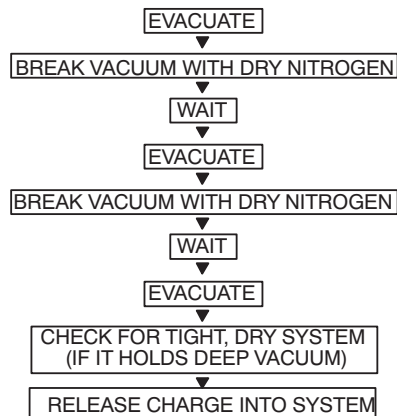 EVACUATE
BREAK VACUUM WITH DRY NITROGEN
WAIT
EVACUATE
BREAK VACUUM WITH DRY NITROGEN
WAIT
EVACUATE
CHECK FOR TIGHT, DRY SYSTEM
(IF IT HOLDS DEEP VACUUM)
RELEASE CHARGE INTO SYSTEM